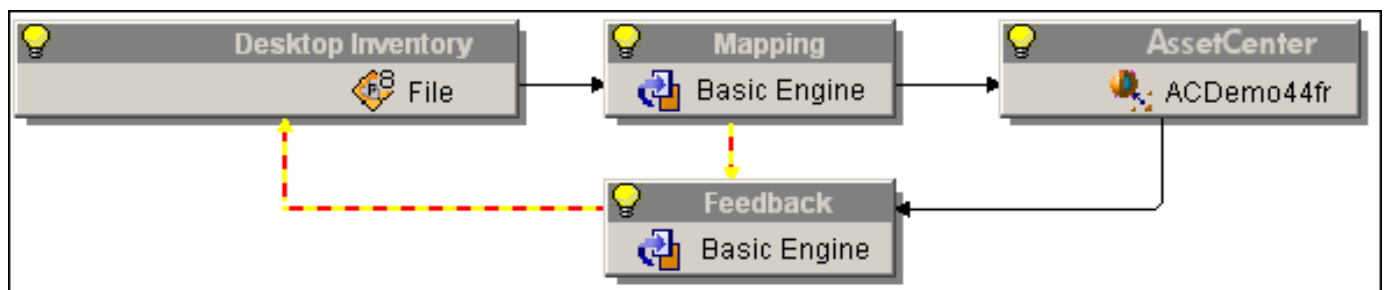 Desktop Inventory
File
Mapping
Basic Engine
AssetCenter
ACDemo44fr
Feedback
Basic Engine